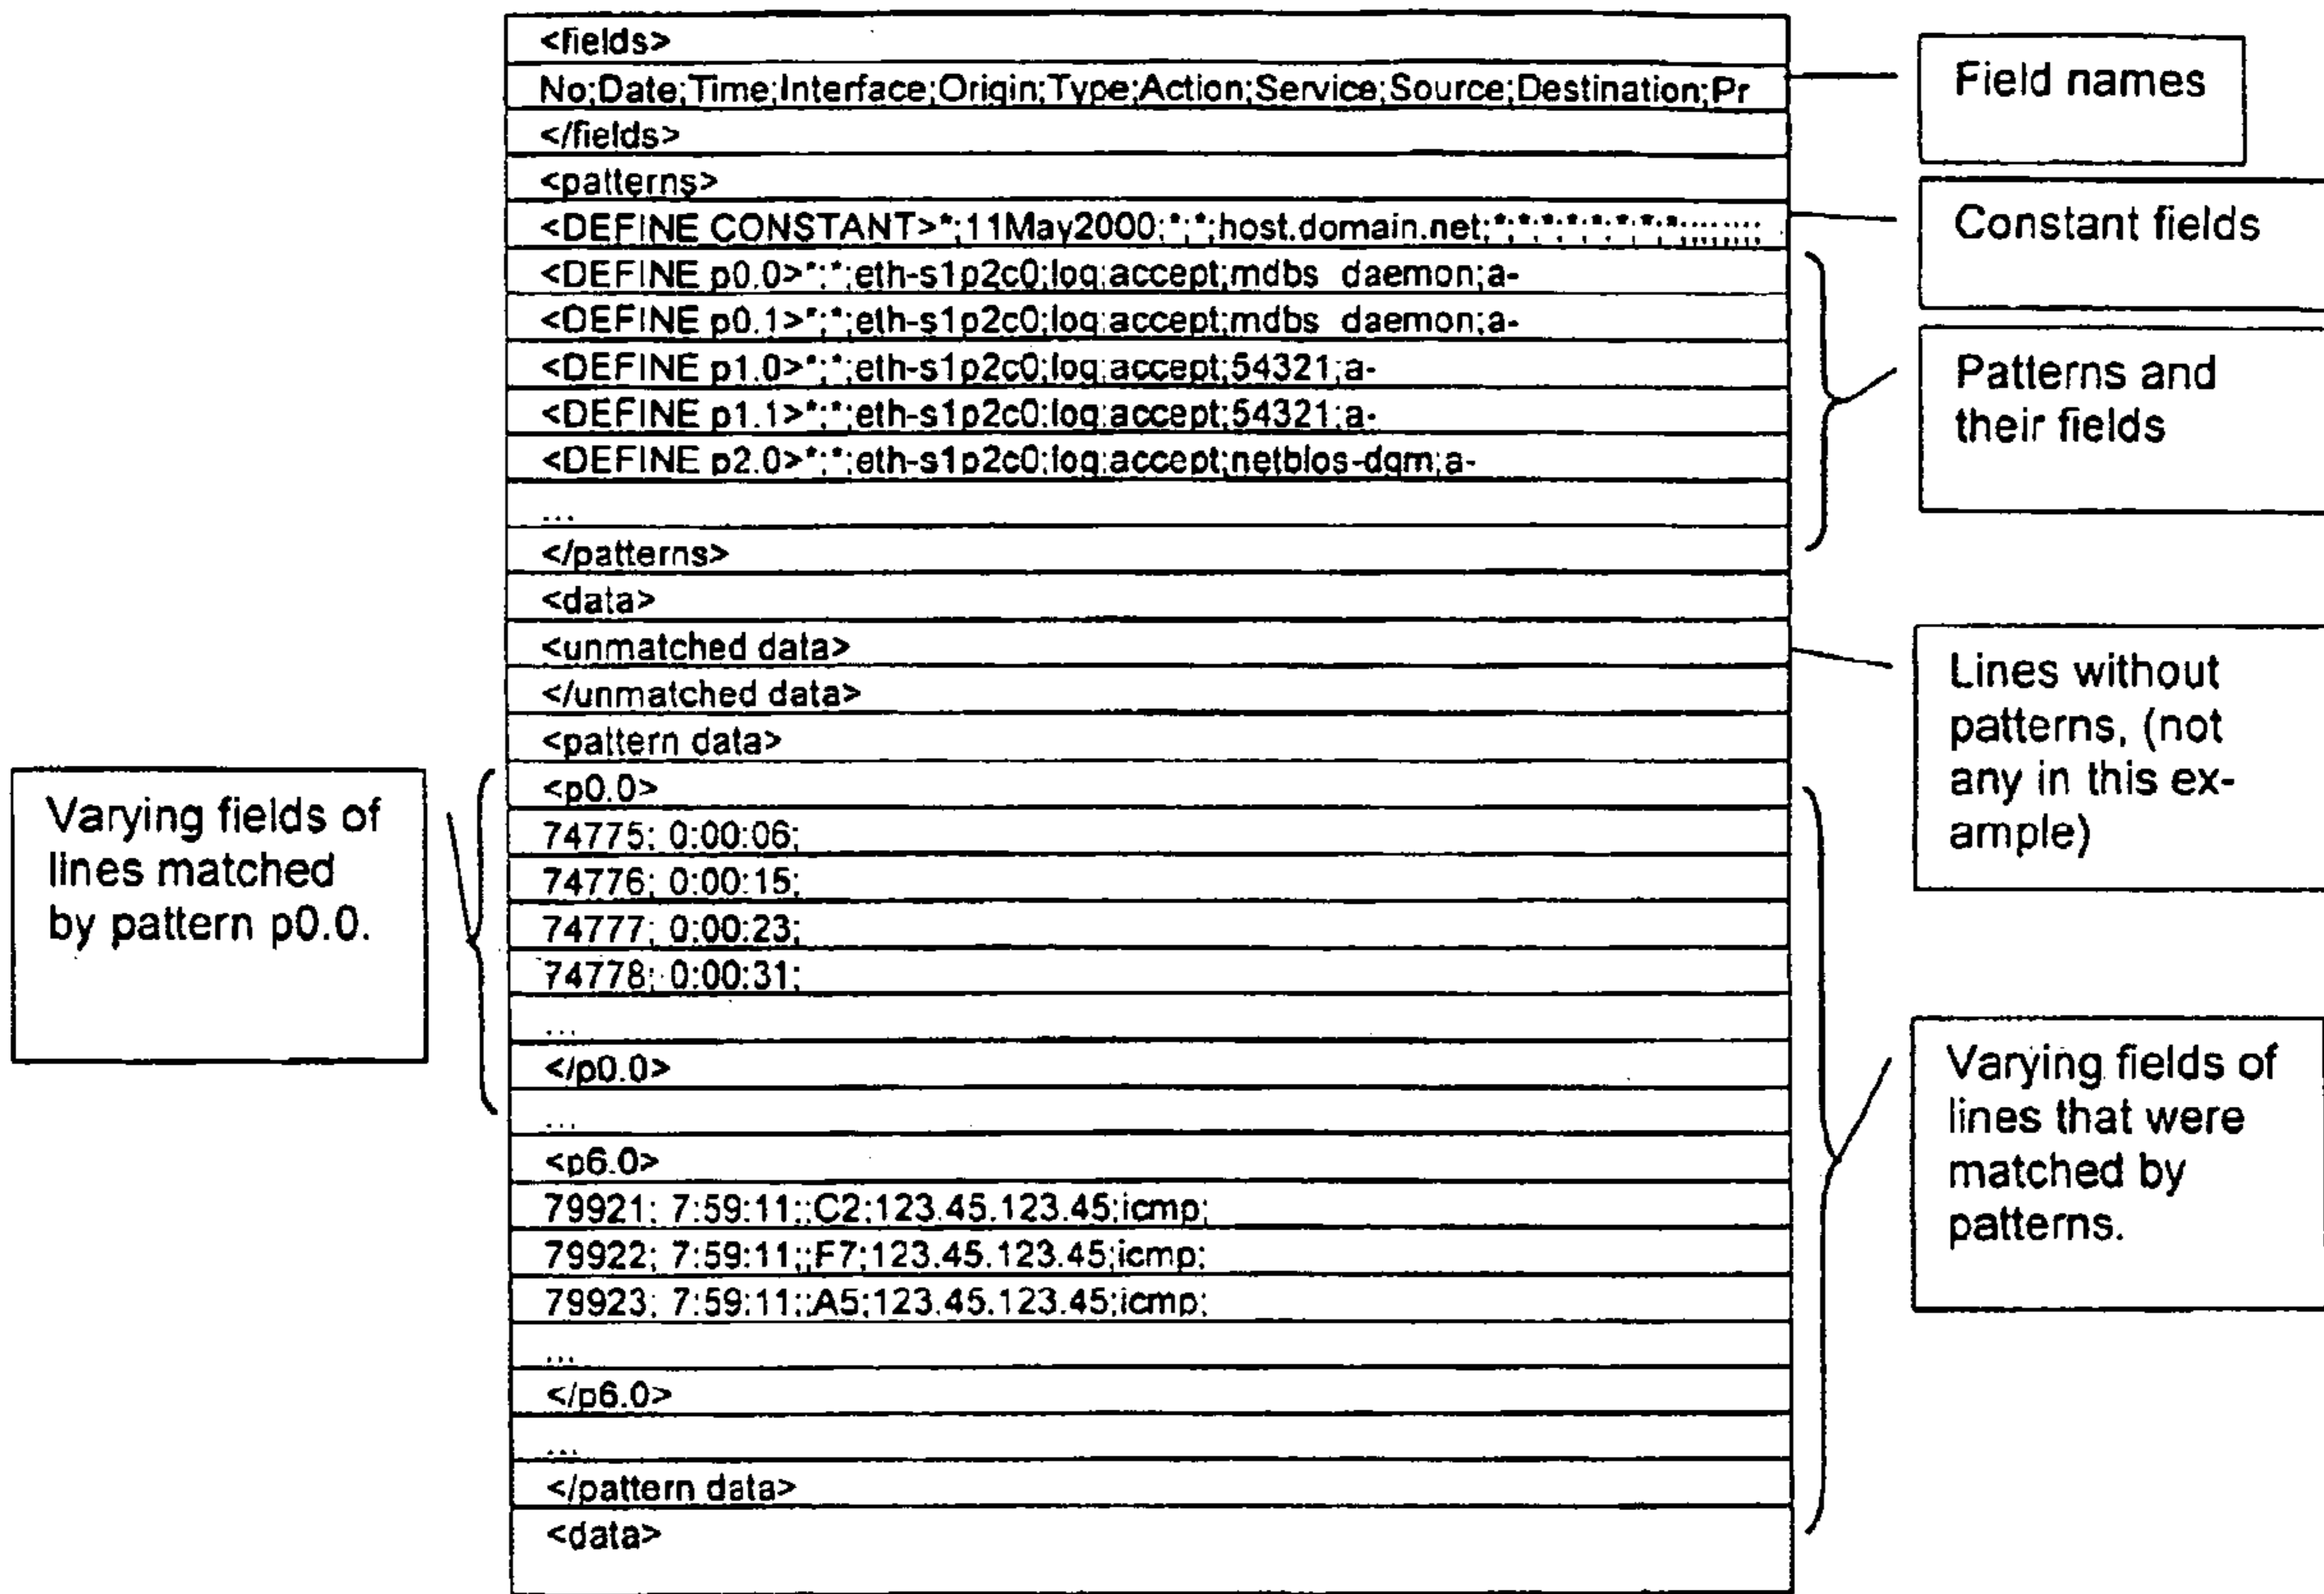 <fields>
No;Date;Time;Interface;Origin;Type;Action;Service;Source;Destination;Pr
</fields>
<patterns>
<DEFINE CONSTANT>*;11May2000;*;*;host.domain.net;*;*;*;*;*;*;*;*;;;;;;;
<DEFINE p0.0>*;*;eth-s1p2c0;log;accept;mdbs_daemon;a-
<DEFINE p0.1>*;*;eth-s1p2c0;log;accept;mdbs_daemon;a-
<DEFINE p1.0>*;*;eth-s1p2c0;log;accept;54321;a-
<DEFINE p1.1>*;*;eth-s1p2c0;log;accept;54321;a-
<DEFINE p2.0>*;*;eth-s1p2c0;log;accept;netblos-dgm;a-
...
</patterns>
<data>
<unmatched data>
</unmatched data>
<pattern data>
<p0.0>
74775; 0:00:06;
74776; 0:00:15;
74777; 0:00:23;
74778; 0:00:31;
...
</p0.0>
...
<p6.0>
79921; 7:59:11;;C2;123.45.123.45;icmp;
79922; 7:59:11;;F7;123.45.123.45;icmp;
79923; 7:59:11;;A5;123.45.123.45;icmp;
...
</p6.0>
...
</pattern data>
<data>
Field names
Constant fields
Patterns and
their fields
Lines without
patterns, (not
any in this ex-
ample)
Varying fields of
lines matched
by pattern p0.0.
Varying fields of
lines that were
matched by
patterns.